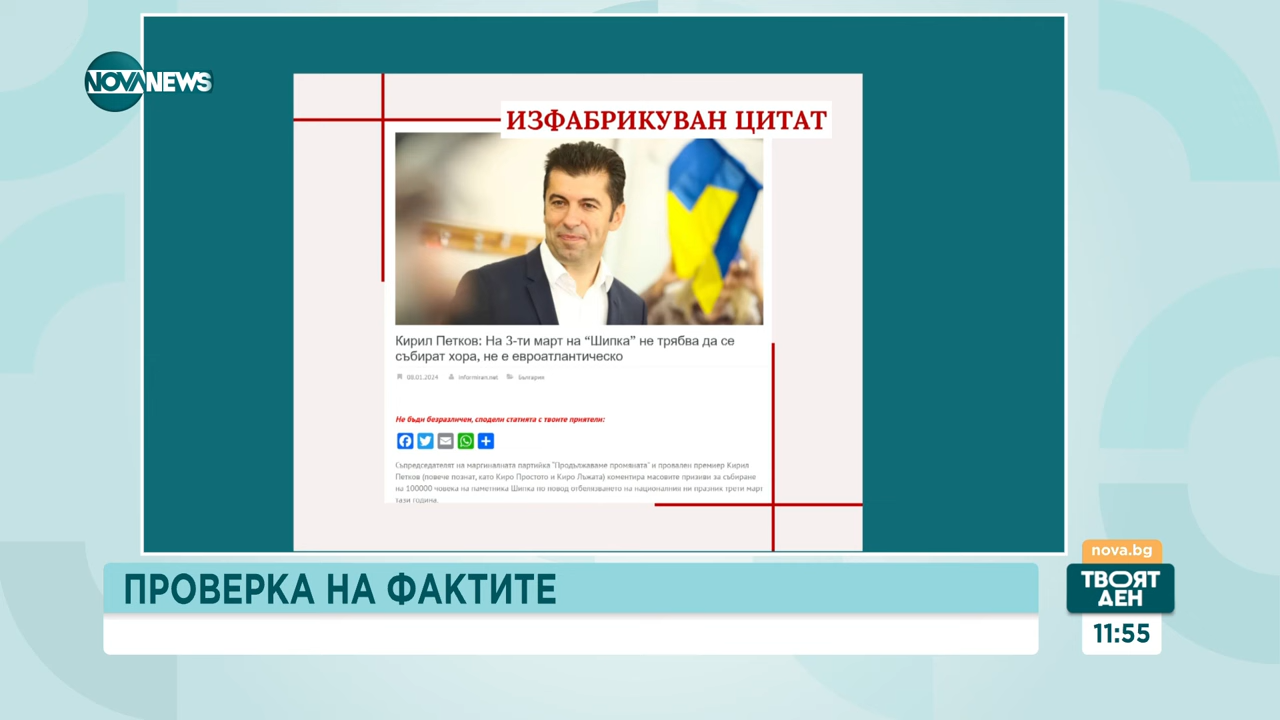 NOVANEWS
ИЗФАБРИКУВАН ЦИТАТ
Кирил Петков: На 3-ти март на “Шипка” не трябва да се
събират хора, не е евроатлантическо
08.01.2024 informiran.net България
Не бъди безразличен, сподели статията с твоите приятели:
Съпредседателят на маргиналната партийка "Продължаваме промяната" и провален премиер Кирил
Петков (повече познат, като Киро Простото и Киро Лъжата) коментира масовите призиви за събиране
на 100000 човека на паметника Шипка по повод отбелязването на националния ни празник трети март
тази година.
ПРОВЕРКА НА ФАКТИТЕ
nova.bg
ТВОЯТ
ДЕН
11:55